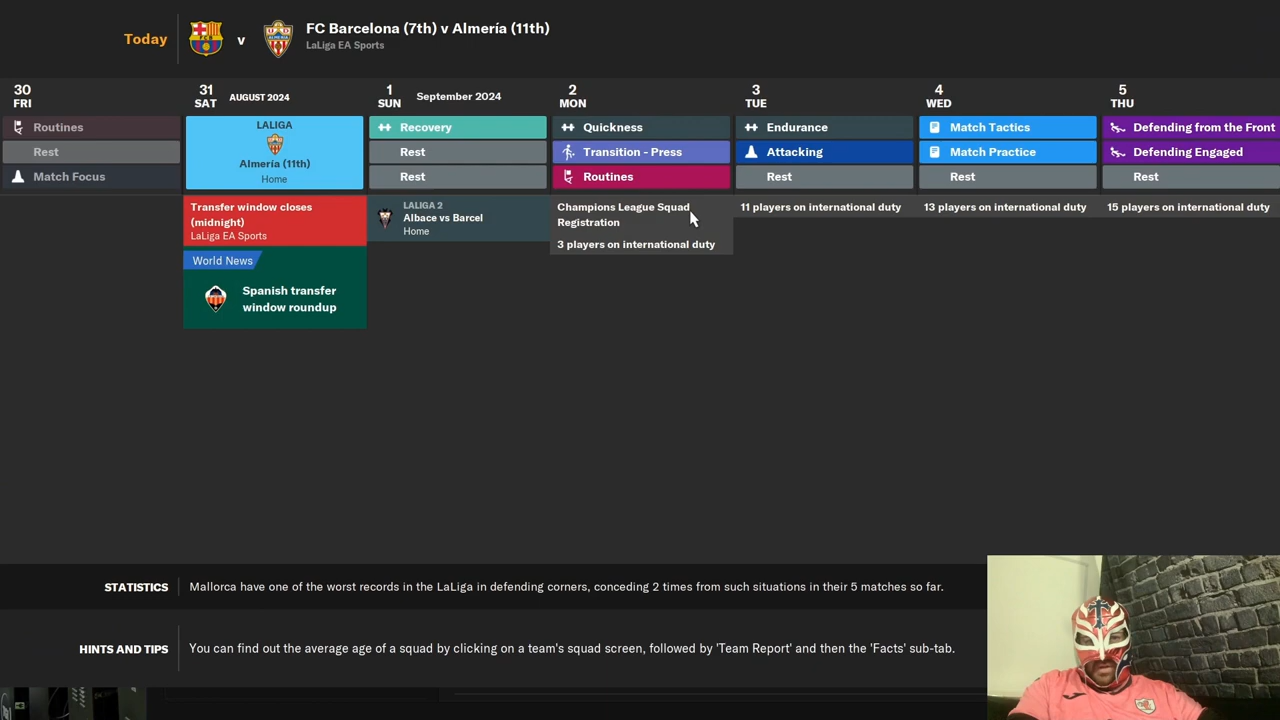 Today
v
FC Barcelona (7th) v Almería (11th)
LaLiga EA Sports
30
FRI
31
SAT
AUGUST 2024
1
SUN
September 2024
2
MON
3
TUE
4
WED
5
THU
Routines
Rest
Match Focus
LALIGA
Almería (11th)
Home
Recovery
Rest
Rest
Quickness
Transition - Press
Routines
Endurance
Attacking
Rest
Match Tactics
Match Practice
Rest
Defending from the Front
Defending Engaged
Rest
Transfer window closes
(midnight)
LaLiga EA Sports
World News
Spanish transfer
window roundup
LALIGA 2
Albace vs Barcel
Home
Champions League Squad
Registration
3 players on international duty
11 players on international duty
13 players on international duty
15 players on international duty
STATISTICS
Mallorca have one of the worst records in the LaLiga in defending corners, conceding 2 times from such situations in their 5 matches so far.
HINTS AND TIPS
You can find out the average age of a squad by clicking on a team's squad screen, followed by 'Team Report' and then the 'Facts' sub-tab.